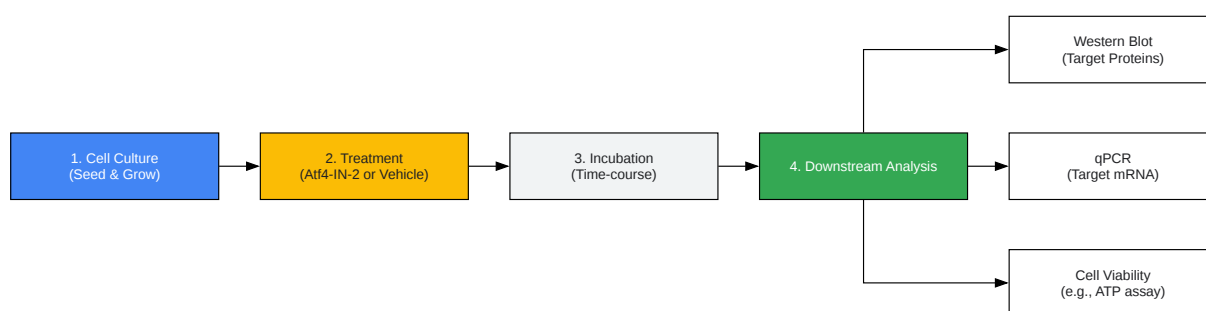 1. Cell Culture
(Seed & Grow)
2. Treatment
(Atf4-IN-2 or Vehicle)
3. Incubation
(Time-course)
4. Downstream Analysis
Western Blot
(Target Proteins)
qPCR
(Target mRNA)
Cell Viability
(e.g., ATP assay)